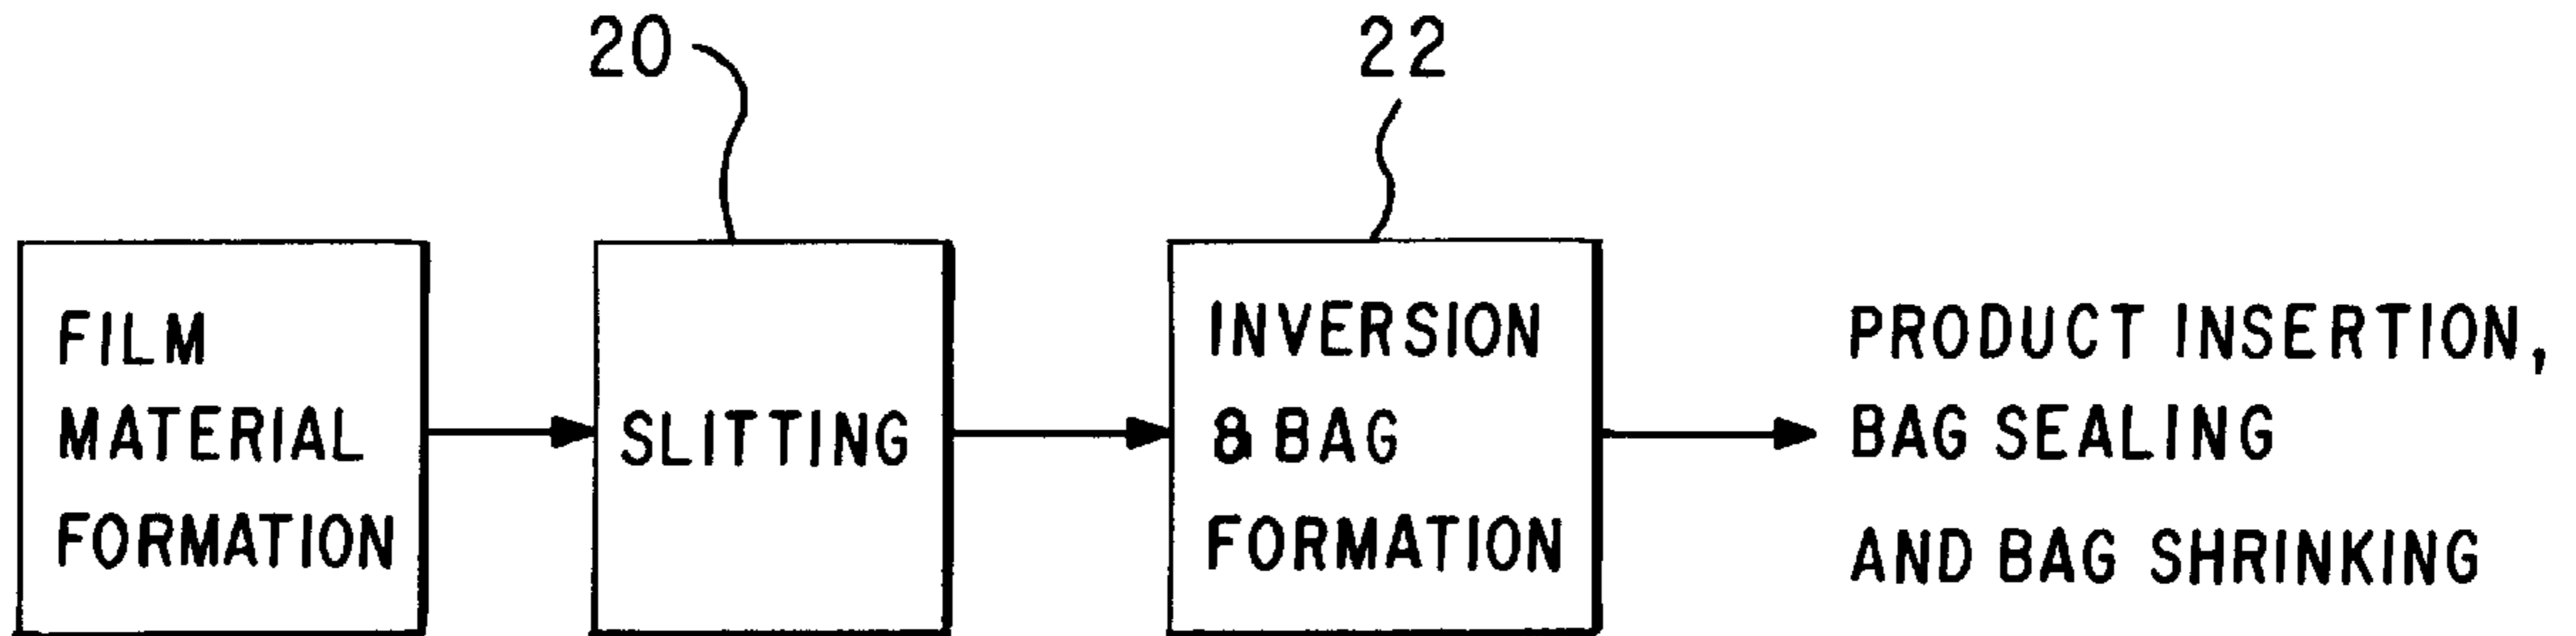 20
22
FILM
MATERIAL
FORMATION
SLITTING
INVERSION
& BAG
FORMATION
PRODUCT INSERTION,
BAG SEALING
AND BAG SHRINKING